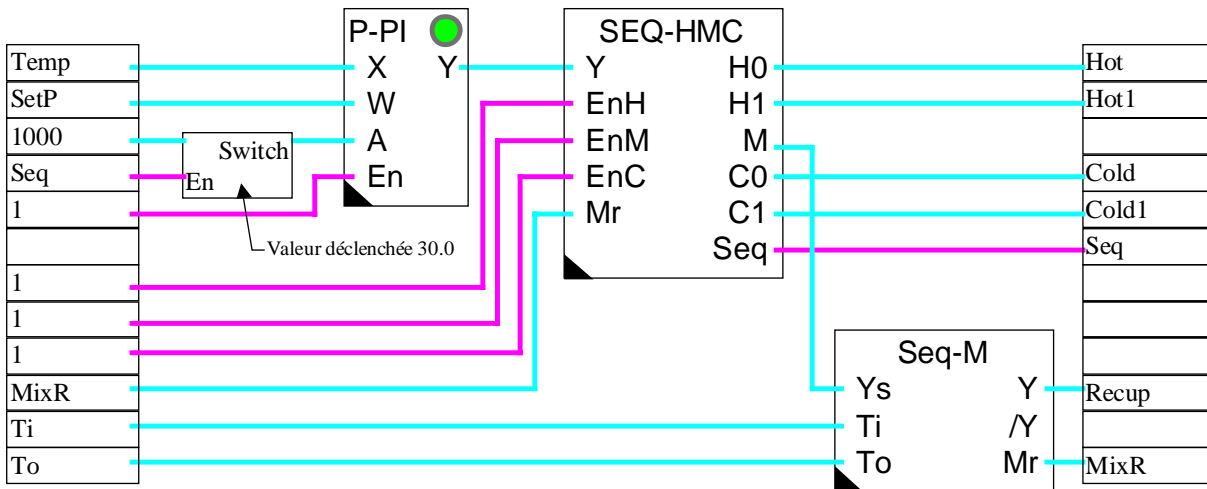 P-PI
SEQ-HMC
Temp X Y Y H0 Hot
SetP W EnH H1 Hot1
1000 Switch A EnM M
Seq En En EnC C0 Cold
1 Mr C1 Cold1
Valeur déclenchée 30.0 Seq Seq
1
1
1
Seq-M
MixR Ys Y Recup
Ti Ti /Y
To To Mr MixR